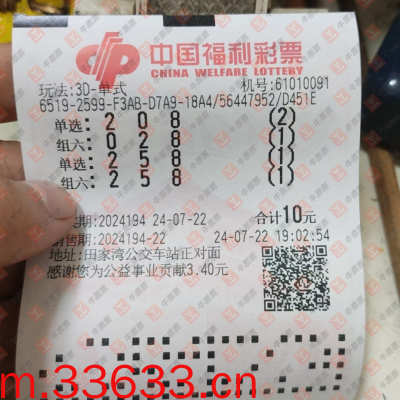 中国福利彩票
CHINA WELFARE LOTTERY
玩法:3D-单式 机号:61010091
6519-2599-F3AB-D7A9-18A4/56447952/D451E
单选: 2 0 8 (2)
组六: 0 2 8 (1)
单选: 2 5 8 (1)
组六: 2 5 8 (1)
期:2024194 24-07-22 合计10元
售期:2024194-22 24-07-22 19:02:54
地址:田家湾公交车站正对面
感谢您为公益事业贡献3.40元
m.33633.cn